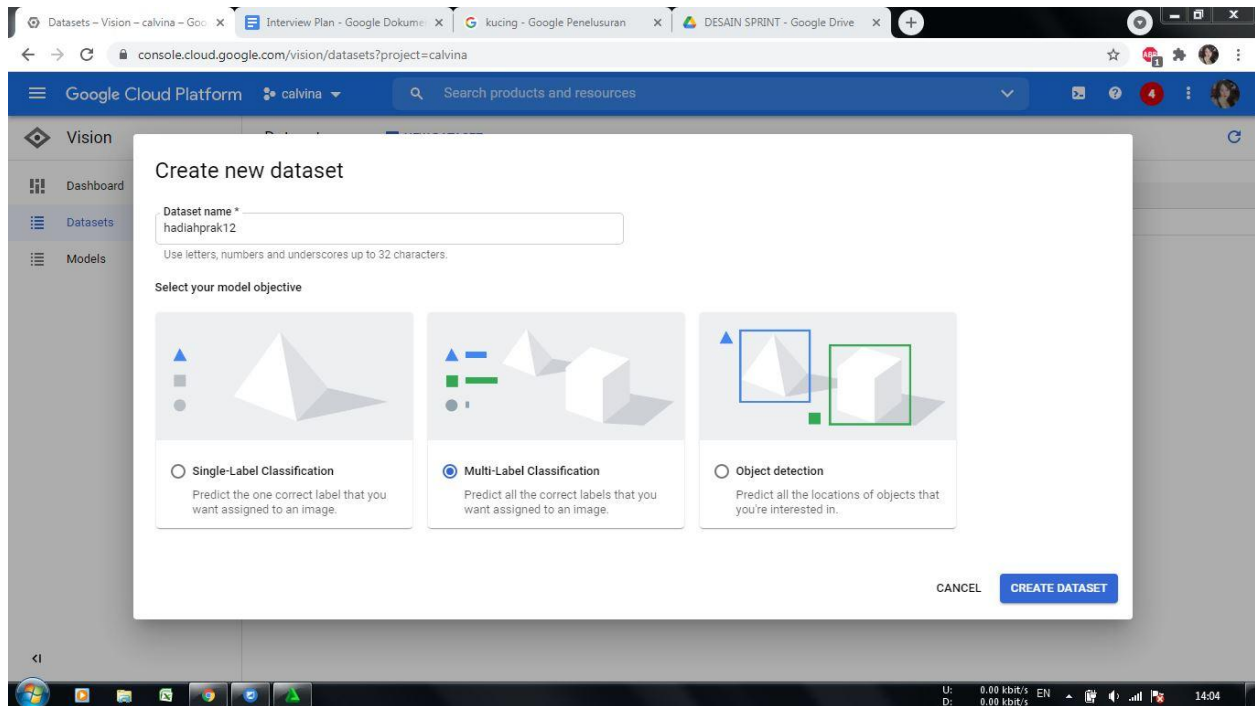 Datasets – Vision – calvina – Goo
Interview Plan - Google Dokume
kucing - Google Penelusuran
DESAIN SPRINT - Google Drive
console.cloud.google.com/vision/datasets?project=calvina
ABP
1
Google Cloud Platform
calvina
Search products and resources
4
Vision
Dashboard
Datasets
Models
Create new dataset
Dataset name *
hadiahprak12
Use letters, numbers and underscores up to 32 characters.
Select your model objective
Single-Label Classification
Predict the one correct label that you
want assigned to an image.
Multi-Label Classification
Predict all the correct labels that you
want assigned to an image.
Object detection
Predict all the locations of objects that
you're interested in.
CANCEL
CREATE DATASET
U: 0.00 kbit/s
D: 0.00 kbit/s
EN
14:04